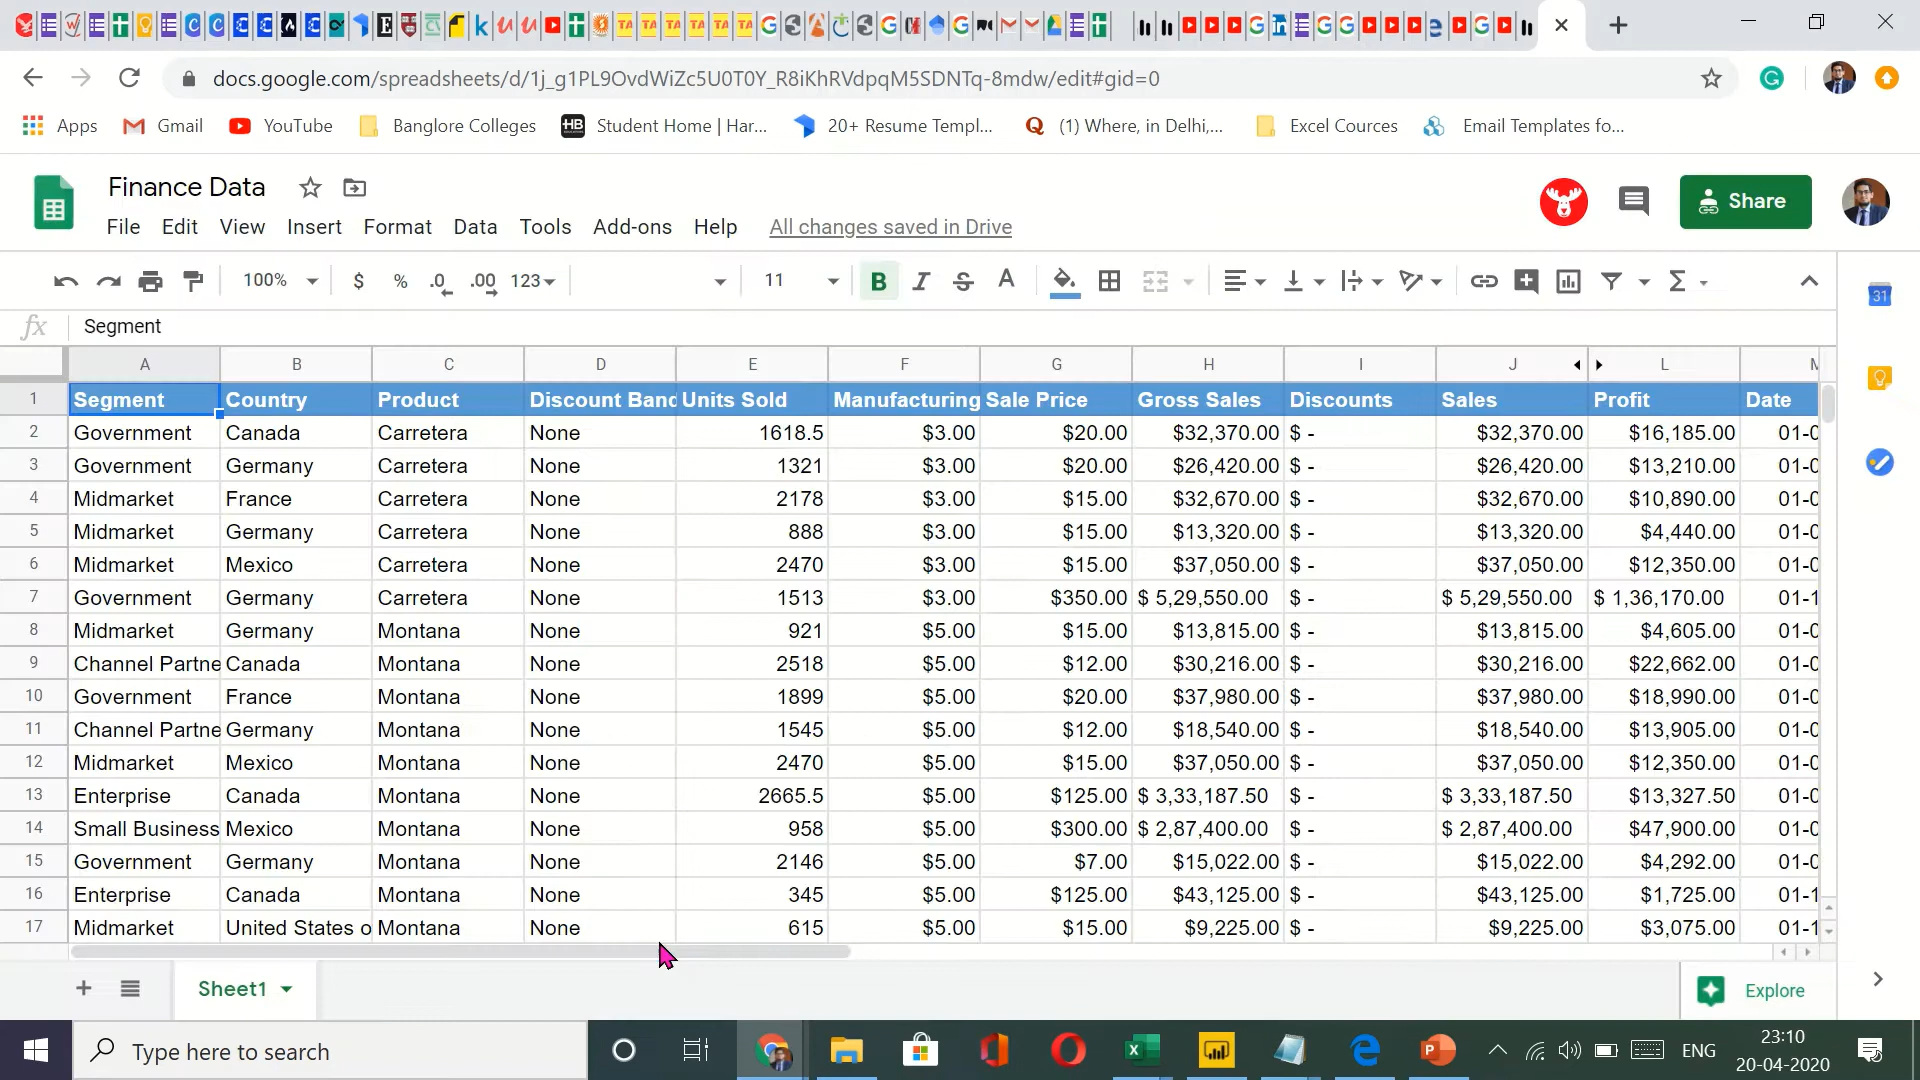 docs.google.com/spreadsheets/d/1j_g1PL9OvdWiZc5U0T0Y_R8iKhRVdpqM5SDNTq-8mdw/edit#gid=0
Apps Gmail YouTube Banglore Colleges Student Home | Har... 20+ Resume Templ... (1) Where, in Delhi,... Excel Cources Email Templates fo...
Finance Data
Share
File Edit View Insert Format Data Tools Add-ons Help All changes saved in Drive
100% $ % .0 .00 123 11 B I S A Σ
fx Segment
A B C D E F G H I J L M
1 Segment Country Product Discount Band Units Sold Manufacturing Sale Price Gross Sales Discounts Sales Profit Date
2 Government Canada Carretera None 1618.5 $3.00 $20.00 $32,370.00 $ - $32,370.00 $16,185.00 01-0
3 Government Germany Carretera None 1321 $3.00 $20.00 $26,420.00 $ - $26,420.00 $13,210.00 01-0
4 Midmarket France Carretera None 2178 $3.00 $15.00 $32,670.00 $ - $32,670.00 $10,890.00 01-0
5 Midmarket Germany Carretera None 888 $3.00 $15.00 $13,320.00 $ - $13,320.00 $4,440.00 01-0
6 Midmarket Mexico Carretera None 2470 $3.00 $15.00 $37,050.00 $ - $37,050.00 $12,350.00 01-0
7 Government Germany Carretera None 1513 $3.00 $350.00 $ 5,29,550.00 $ - $ 5,29,550.00 $ 1,36,170.00 01-1
8 Midmarket Germany Montana None 921 $5.00 $15.00 $13,815.00 $ - $13,815.00 $4,605.00 01-0
9 Channel Partne Canada Montana None 2518 $5.00 $12.00 $30,216.00 $ - $30,216.00 $22,662.00 01-0
10 Government France Montana None 1899 $5.00 $20.00 $37,980.00 $ - $37,980.00 $18,990.00 01-0
11 Channel Partne Germany Montana None 1545 $5.00 $12.00 $18,540.00 $ - $18,540.00 $13,905.00 01-0
12 Midmarket Mexico Montana None 2470 $5.00 $15.00 $37,050.00 $ - $37,050.00 $12,350.00 01-0
13 Enterprise Canada Montana None 2665.5 $5.00 $125.00 $ 3,33,187.50 $ - $ 3,33,187.50 $13,327.50 01-0
14 Small Business Mexico Montana None 958 $5.00 $300.00 $ 2,87,400.00 $ - $ 2,87,400.00 $47,900.00 01-0
15 Government Germany Montana None 2146 $5.00 $7.00 $15,022.00 $ - $15,022.00 $4,292.00 01-0
16 Enterprise Canada Montana None 345 $5.00 $125.00 $43,125.00 $ - $43,125.00 $1,725.00 01-1
17 Midmarket United States o Montana None 615 $5.00 $15.00 $9,225.00 $ - $9,225.00 $3,075.00 01-1
Sheet1
Explore
Type here to search
ENG
23:10
20-04-2020